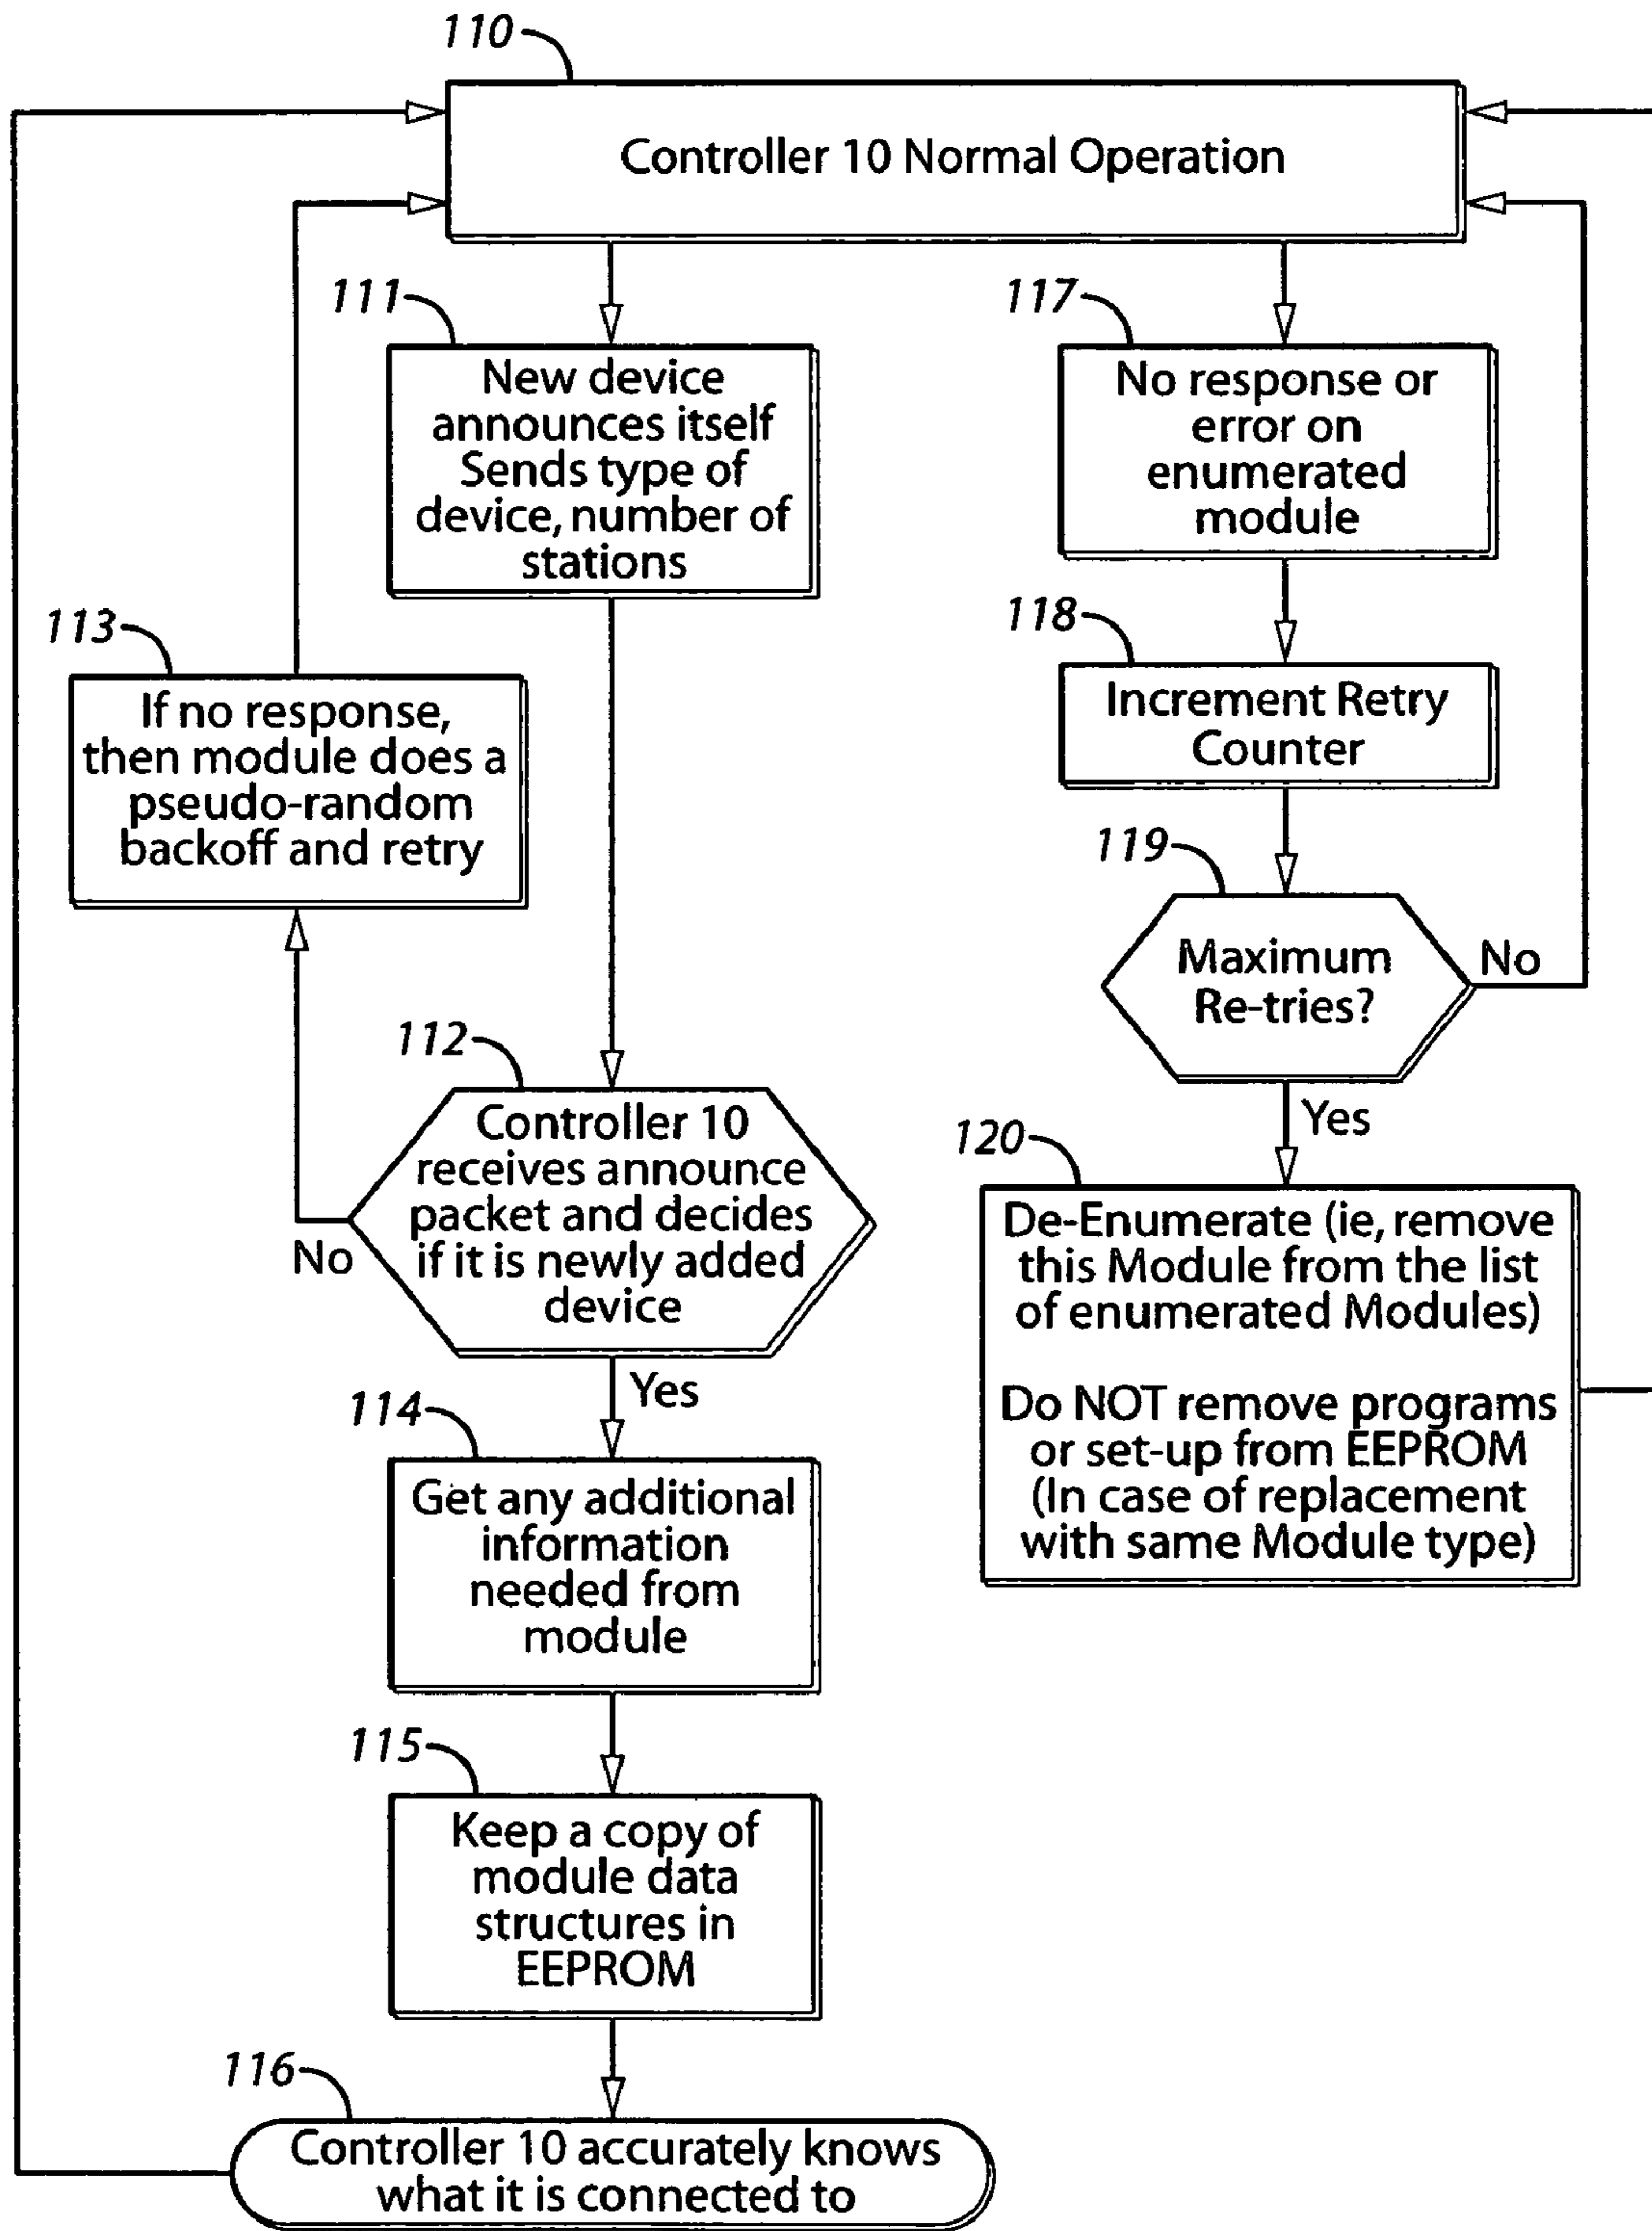 110
Controller 10 Normal Operation
111
New device
announces itself
Sends type of
device, number of
stations
117
No response or
error on
enumerated
module
113
If no response,
then module does a
pseudo-random
backoff and retry
118
Increment Retry
Counter
119
Maximum
Re-tries?
No
Yes
112
Controller 10
receives announce
packet and decides
if it is newly added
device
No
Yes
120
De-Enumerate (ie, remove
this Module from the list
of enumerated Modules)
Do NOT remove programs
or set-up from EEPROM
(In case of replacement
with same Module type)
114
Get any additional
information
needed from
module
115
Keep a copy of
module data
structures in
EEPROM
116
Controller 10 accurately knows
what it is connected to